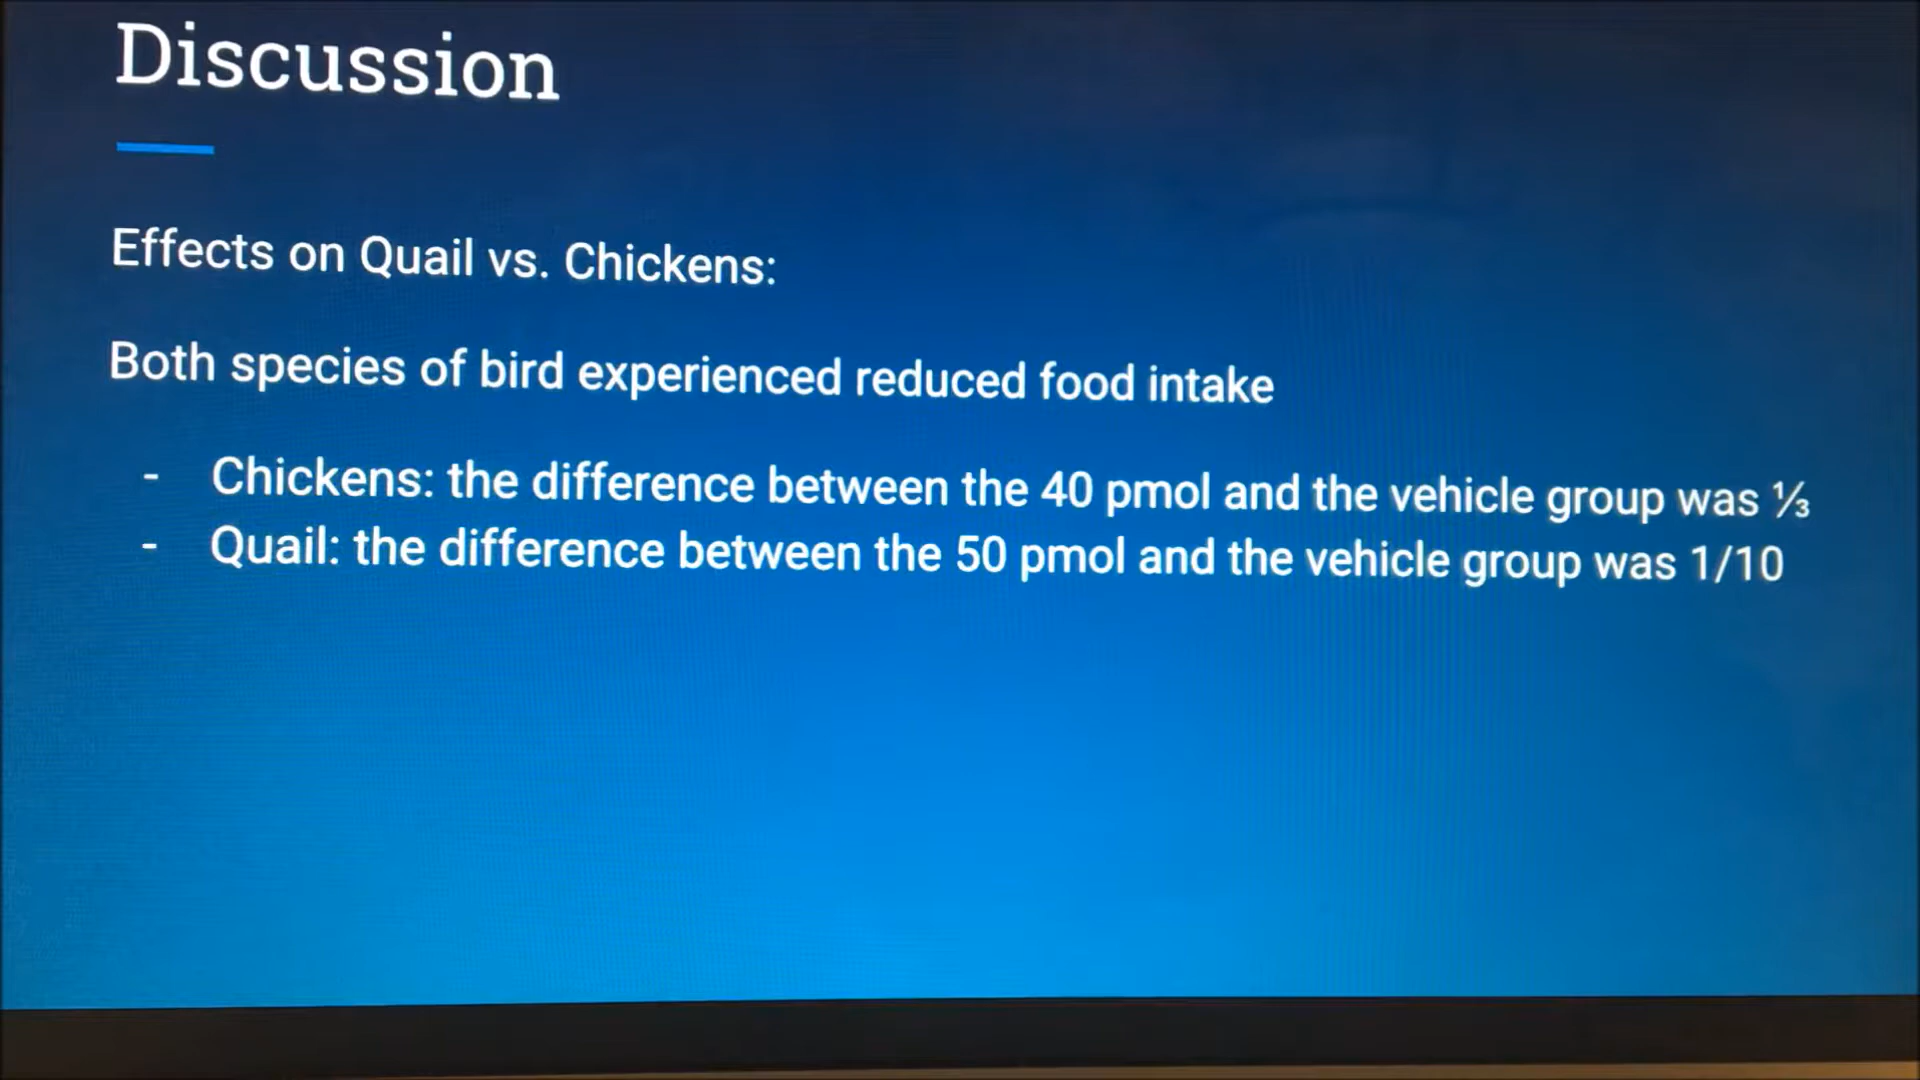 Discussion
Effects on Quail vs. Chickens:
Both species of bird experienced reduced food intake
- Chickens: the difference between the 40 pmol and the vehicle group was ⅓
- Quail: the difference between the 50 pmol and the vehicle group was 1/10